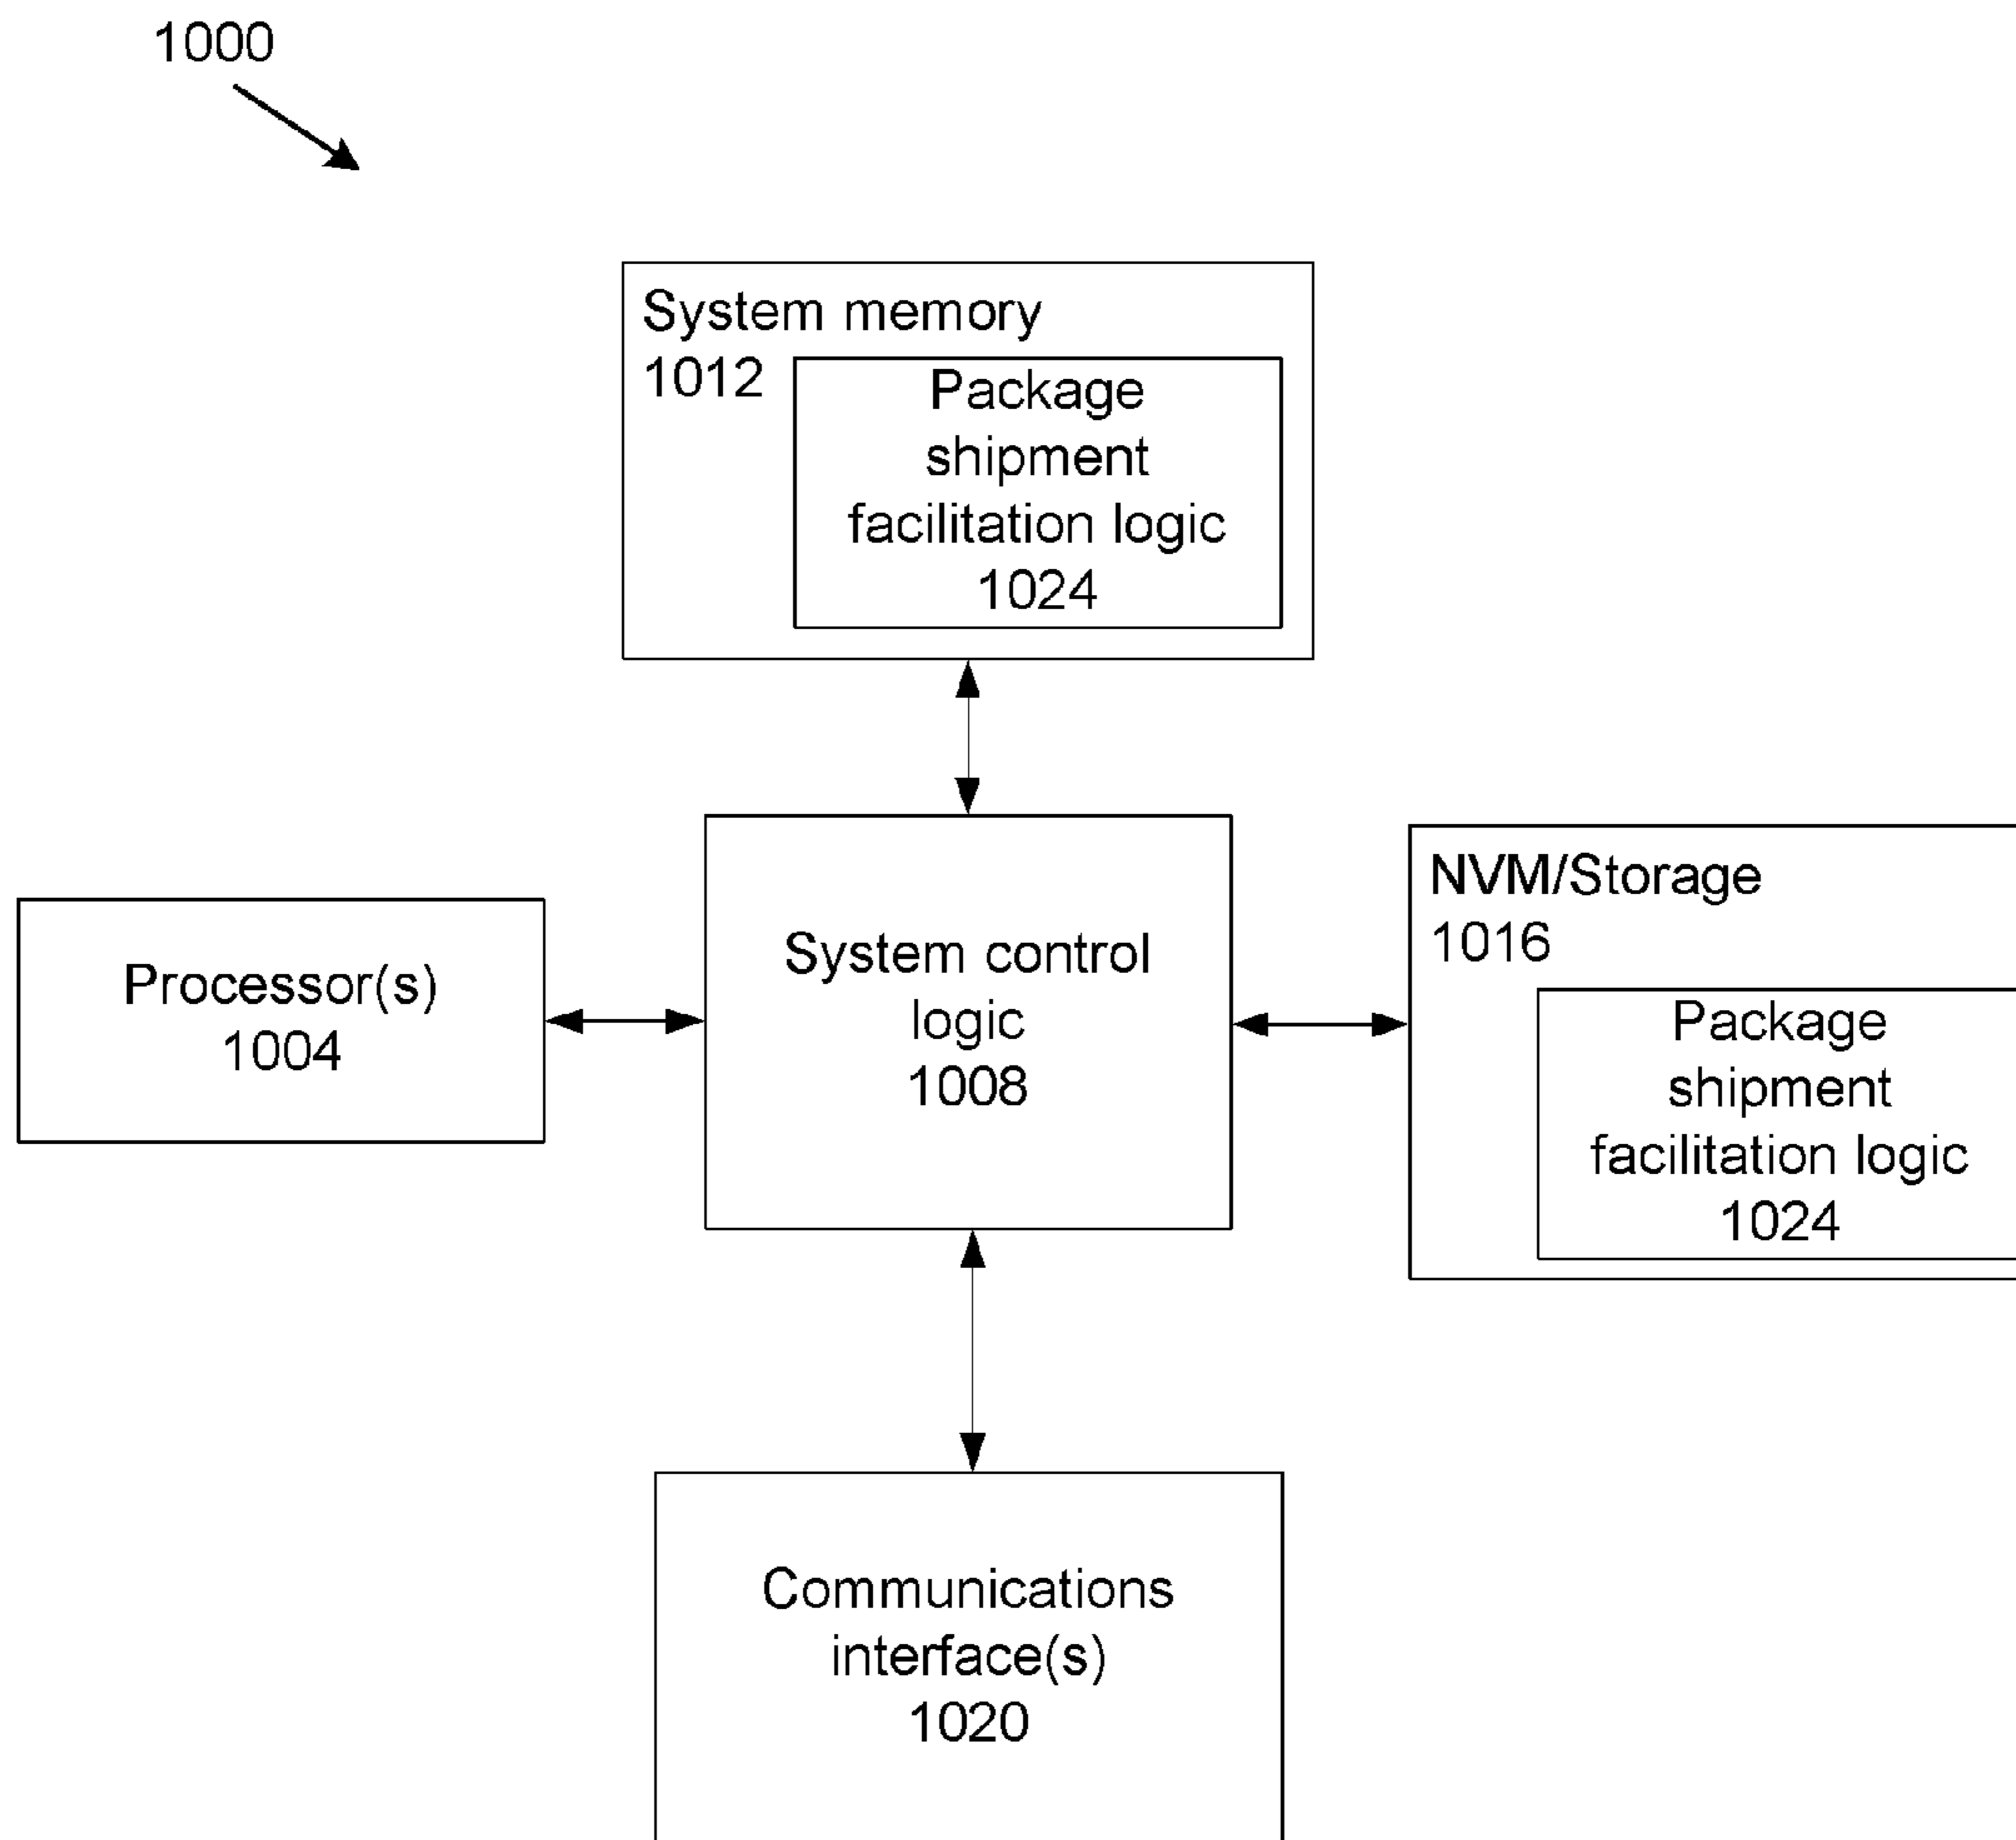 1000
System memory
1012
Package
shipment
facilitation logic
1024
Processor(s)
1004
System control
logic
1008
NVM/Storage
1016
Package
shipment
facilitation logic
1024
Communications
interface(s)
1020